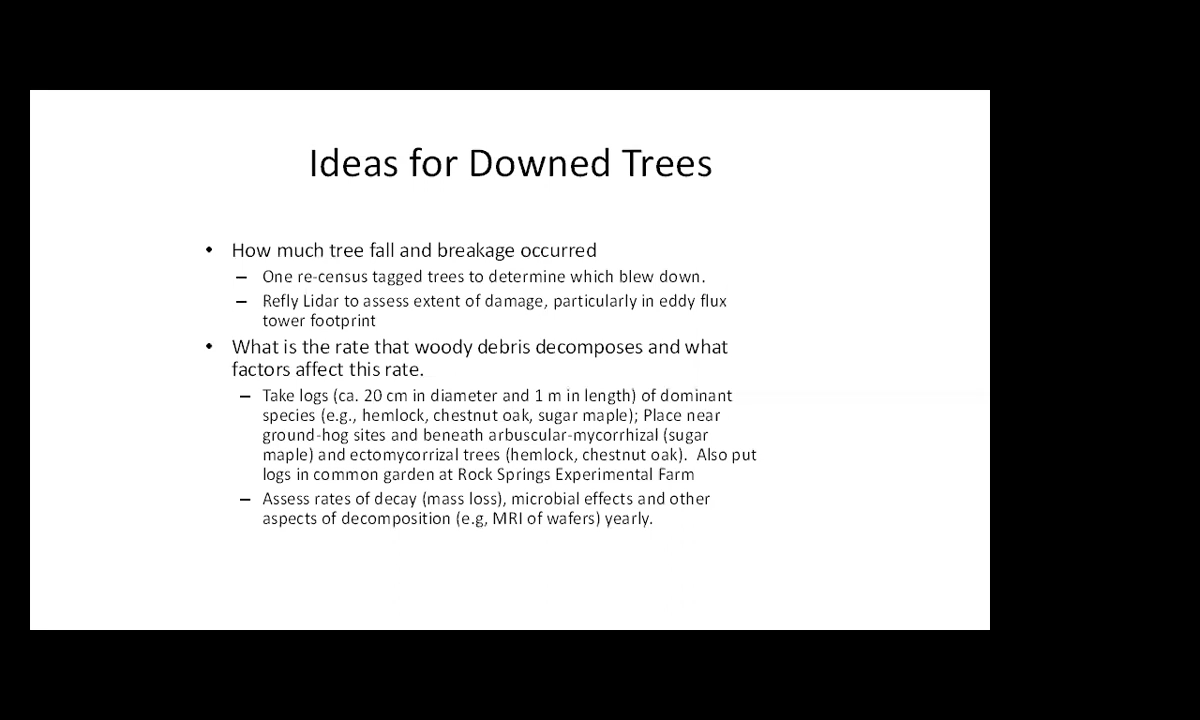 Ideas for Downed Trees
• How much tree fall and breakage occurred
– One re-census tagged trees to determine which blew down.
– Refly Lidar to assess extent of damage, particularly in eddy flux
tower footprint
• What is the rate that woody debris decomposes and what
factors affect this rate.
– Take logs (ca. 20 cm in diameter and 1 m in length) of dominant
species (e.g., hemlock, chestnut oak, sugar maple); Place near
ground-hog sites and beneath arbuscular-mycorrhizal (sugar
maple) and ectomycorrizal trees (hemlock, chestnut oak).  Also put
logs in common garden at Rock Springs Experimental Farm
– Assess rates of decay (mass loss), microbial effects and other
aspects of decomposition (e.g, MRI of wafers) yearly.